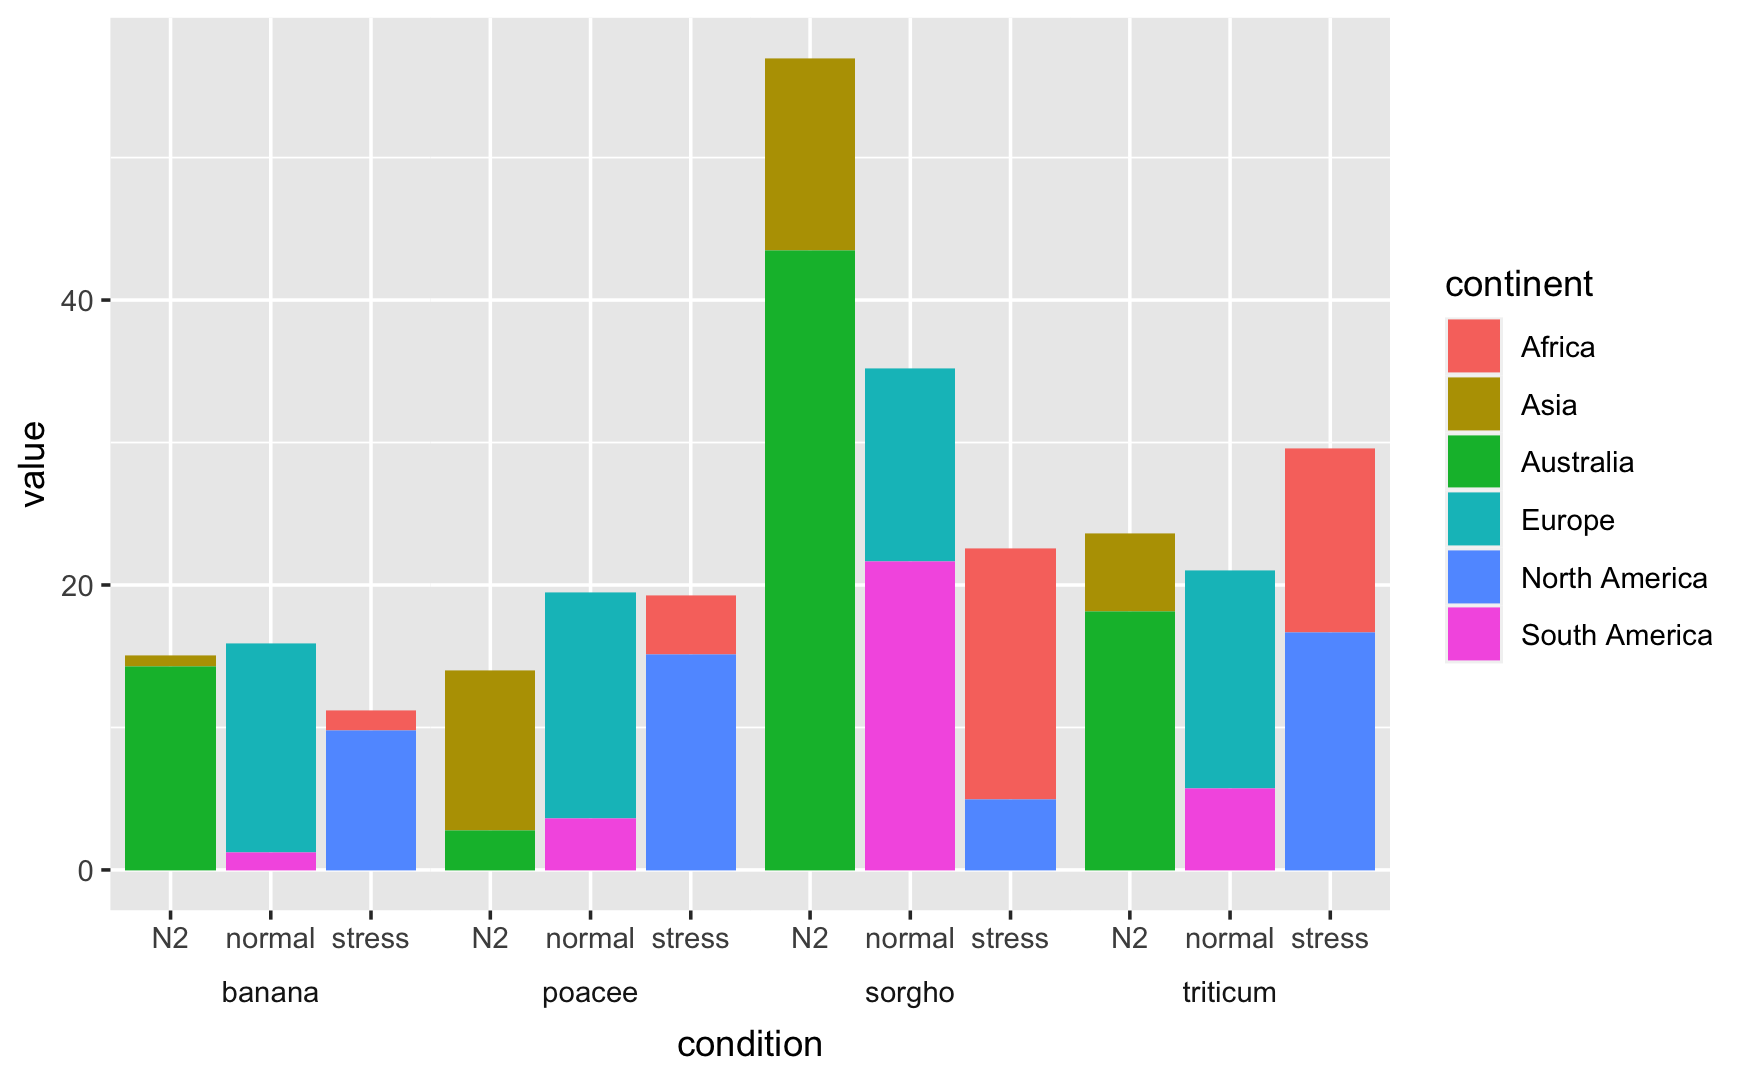 value
40
20
0
N2 normal stress N2 normal stress N2 normal stress N2 normal stress
banana poacee sorgho triticum
condition
continent
Africa
Asia
Australia
Europe
North America
South America